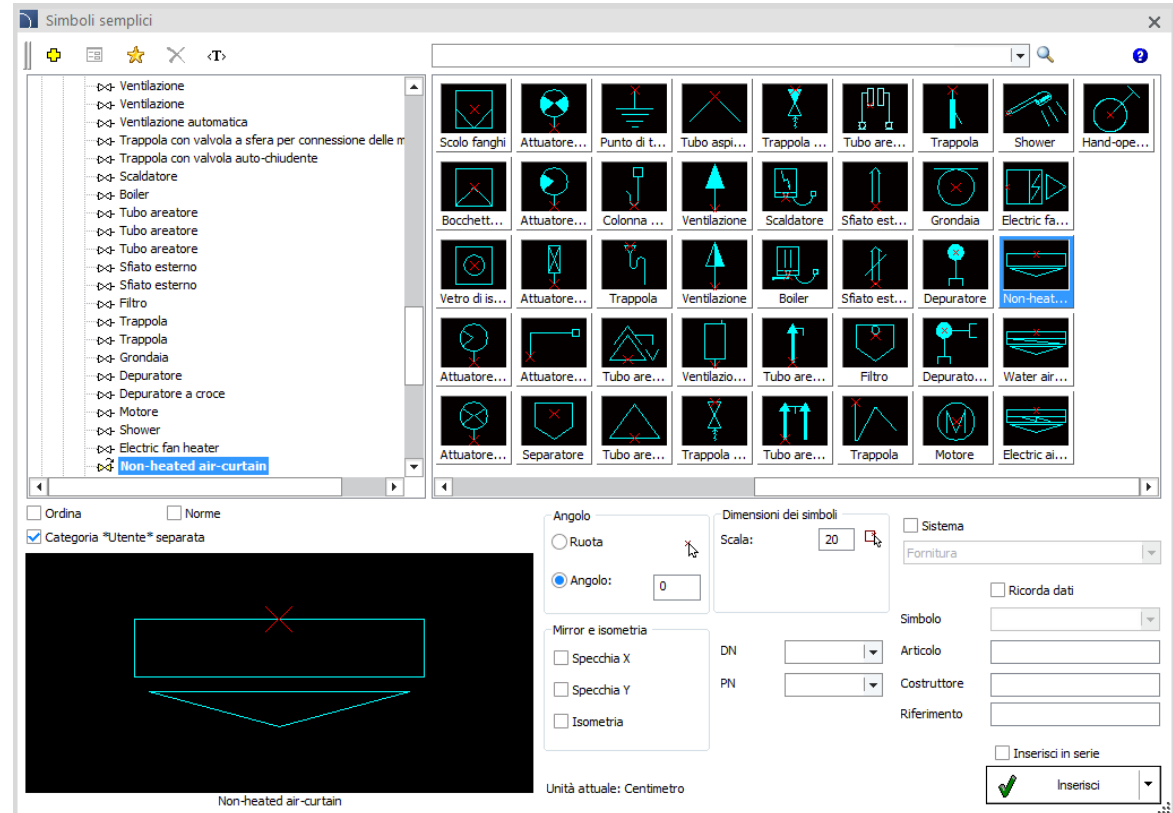 Simboli semplici
<T>
Ventilazione
Ventilazione
Ventilazione automatica
Trappola con valvola a sfera per connessione delle m
Trappola con valvola auto-chiudente
Scaldatore
Boiler
Tubo areatore
Tubo areatore
Tubo areatore
Sfiato esterno
Sfiato esterno
Filtro
Trappola
Trappola
Grondaia
Depuratore
Depuratore a croce
Motore
Shower
Electric fan heater
Non-heated air-curtain
Scolo fanghi Attuatore... Punto di t... Tubo aspi... Trappola ... Tubo are... Trappola Shower Hand-ope...
Bocchett... Attuatore... Colonna ... Ventilazione Scaldatore Sfiato est... Grondaia Electric fa...
Vetro di is... Attuatore... Trappola Ventilazione Boiler Sfiato est... Depuratore Non-heat...
Attuatore... Attuatore... Tubo are... Ventilazio... Tubo are... Filtro Depurato... Water air...
M
Attuatore... Separatore Tubo are... Trappola ... Tubo are... Trappola Motore Electric ai...
Ordina Norme
Categoria *Utente* separata
Non-heated air-curtain
Angolo
Ruota
Angolo: 0
Mirror e isometria
Specchia X
Specchia Y
Isometria
Unità attuale: Centimetro
Dimensioni dei simboli
Scala: 20
DN
PN
Sistema
Fornitura
Ricorda dati
Simbolo
Articolo
Costruttore
Riferimento
Inserisci in serie
Inserisci